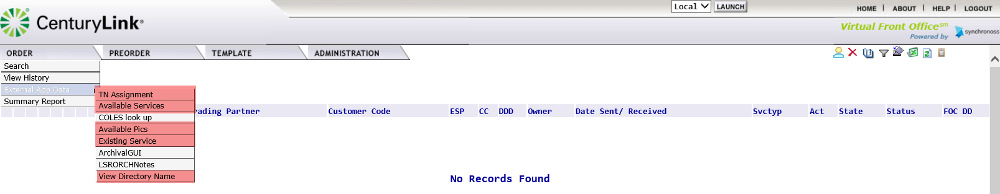 Local LAUNCH
HOME | ABOUT | HELP | LOGOUT
CenturyLink®
Virtual Front Office℠
Powered by synchronoss
ORDER PREORDER TEMPLATE ADMINISTRATION
Search
View History
External App Data
Summary Report
TN Assignment
Available Services
COLES look up
Available Pics
Existing Service
ArchivalGUI
LSRORCHNotes
View Directory Name
rading Partner Customer Code ESP CC DDD Owner Date Sent/ Received Svctyp Act State Status FOC DD
No Records Found